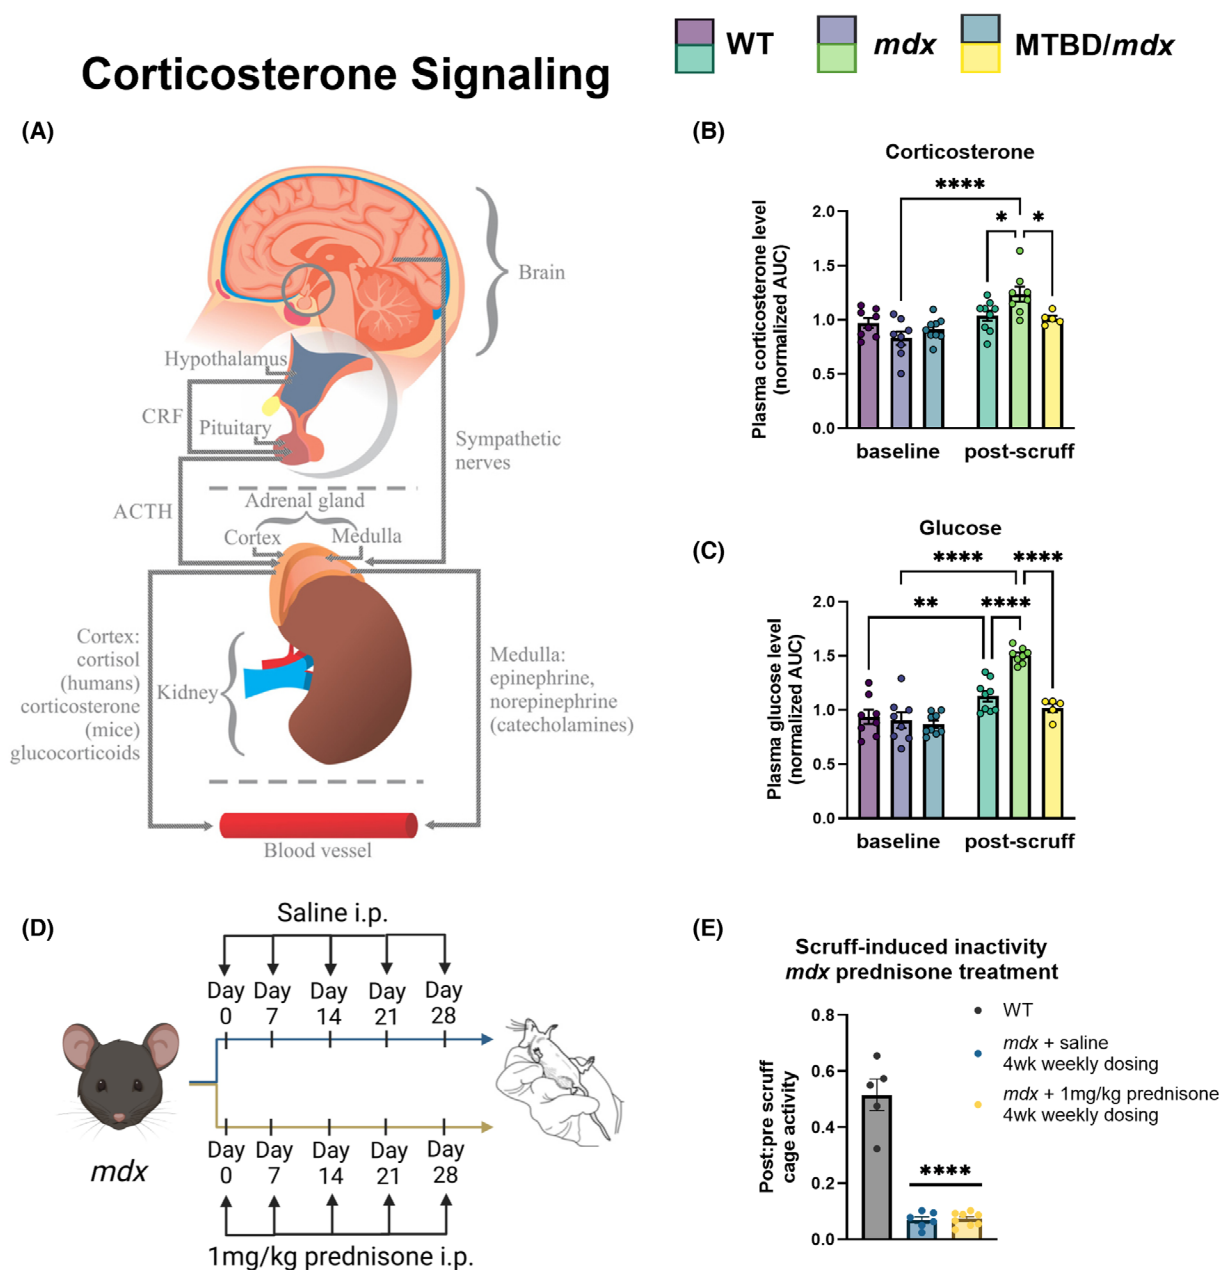 Corticosterone Signaling
WT
mdx
MTBD/mdx
(A)
Brain
Hypothalamus
CRF
Pituitary
Sympathetic
nerves
ACTH
Adrenal gland
Cortex
Medulla
Cortex:
cortisol
(humans)
corticosterone
(mice)
glucocorticoids
Kidney
Medulla:
epinephrine,
norepinephrine
(catecholamines)
Blood vessel
(B)
Corticosterone
****
* *
Plasma corticosterone level
(normalized AUC)
2.0
1.5
1.0
0.5
0.0
baseline post-scruff
(C)
Glucose
**** ****
** ****
Plasma glucose level
(normalized AUC)
2.0
1.5
1.0
0.5
0.0
baseline post-scruff
(D)
Saline i.p.
Day Day Day Day Day
0 7 14 21 28
mdx
Day Day Day Day Day
0 7 14 21 28
1mg/kg prednisone i.p.
(E)
Scruff-induced inactivity
mdx prednisone treatment
WT
mdx + saline
4wk weekly dosing
mdx + 1mg/kg prednisone
4wk weekly dosing
Post:pre scruff
cage activity
0.8
0.6
0.4
0.2
0.0
****